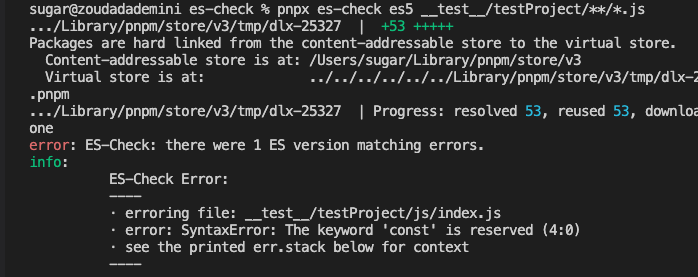 sugar@zoudadademini es-check % pnpx es-check es5 __test__/testProject/**/*.js
.../Library/pnpm/store/v3/tmp/dlx-25327 | +53 +++++
Packages are hard linked from the content-addressable store to the virtual store.
Content-addressable store is at: /Users/sugar/Library/pnpm/store/v3
Virtual store is at: ../../../../../Library/pnpm/store/v3/tmp/dlx-25327/node_modules/
.pnpm
.../Library/pnpm/store/v3/tmp/dlx-25327 | Progress: resolved 53, reused 53, downloa
one
error: ES-Check: there were 1 ES version matching errors.
info:
ES-Check Error:
----
· erroring file: __test__/testProject/js/index.js
· error: SyntaxError: The keyword 'const' is reserved (4:0)
· see the printed err.stack below for context
----